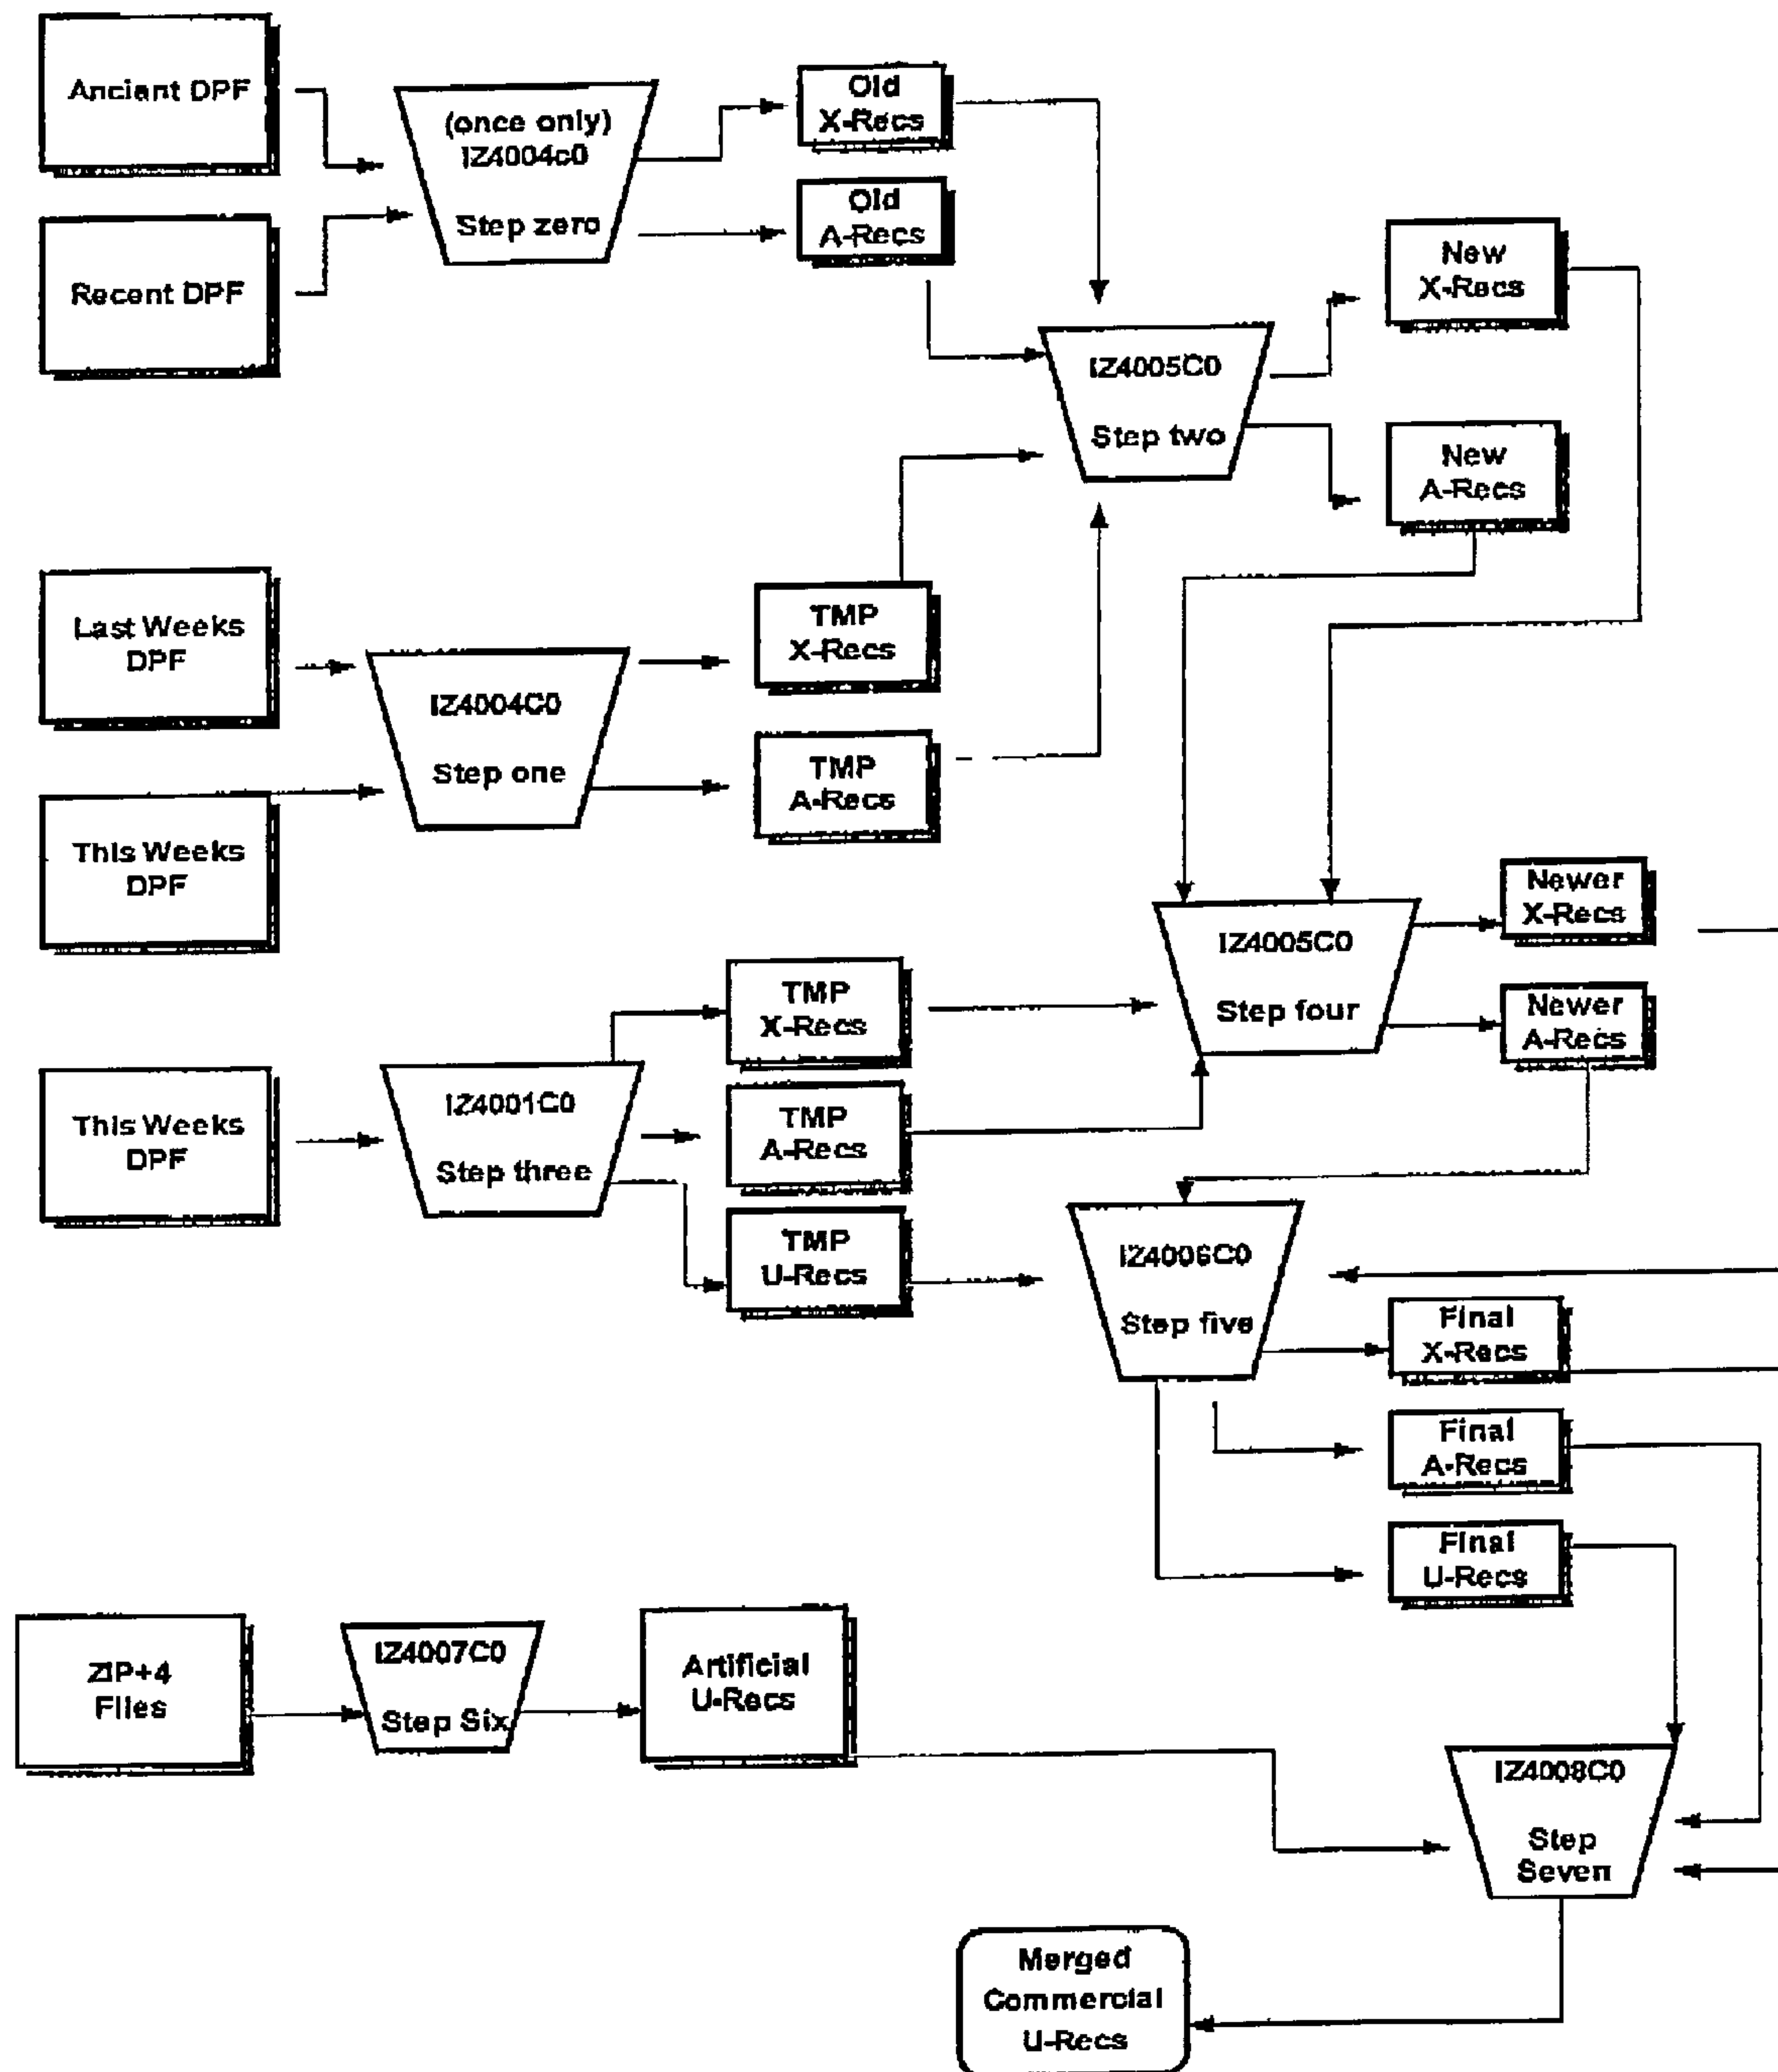 Ancient DPF
(once only)
IZ4004c0
Step zero
Old
X-Recs
Old
A-Recs
Recent DPF
New
X-Recs
IZ4005C0
Step two
New
A-Recs
Last Weeks
DPF
TMP
X-Recs
IZ4004C0
Step one
TMP
A-Recs
This Weeks
DPF
Newer
X-Recs
IZ4005C0
Step four
TMP
X-Recs
Newer
A-Recs
This Weeks
DPF
IZ4001C0
Step three
TMP
A-Recs
TMP
U-Recs
IZ4006C0
Step five
Final
X-Recs
Final
A-Recs
Final
U-Recs
ZIP+4
Files
IZ4007C0
Step Six
Artificial
U-Recs
IZ4008C0
Step
Seven
Merged
Commercial
U-Recs